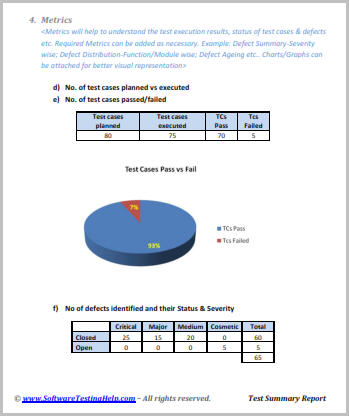 4. Metrics
<Metrics will help to understand the test execution results, status of test cases & defects
etc. Required Metrics can be added as necessary. Example: Defect Summary-Severity
wise; Defect Distribution-Function/Module wise; Defect Ageing etc.. Charts/Graphs can
be attached for better visual representation>
d) No. of test cases planned vs executed
e) No. of test cases passed/failed
Test cases planned Test cases executed TCs Pass Tcs Failed
80 75 70 5
Test Cases Pass vs Fail
7%
93%
TCs Pass
Tcs Failed
f) No of defects identified and their Status & Severity
Critical Major Medium Cosmetic Total
Closed 25 15 20 0 60
Open 0 0 0 5 5
65
© www.SoftwareTestingHelp.com – All rights reserved. Test Summary Report